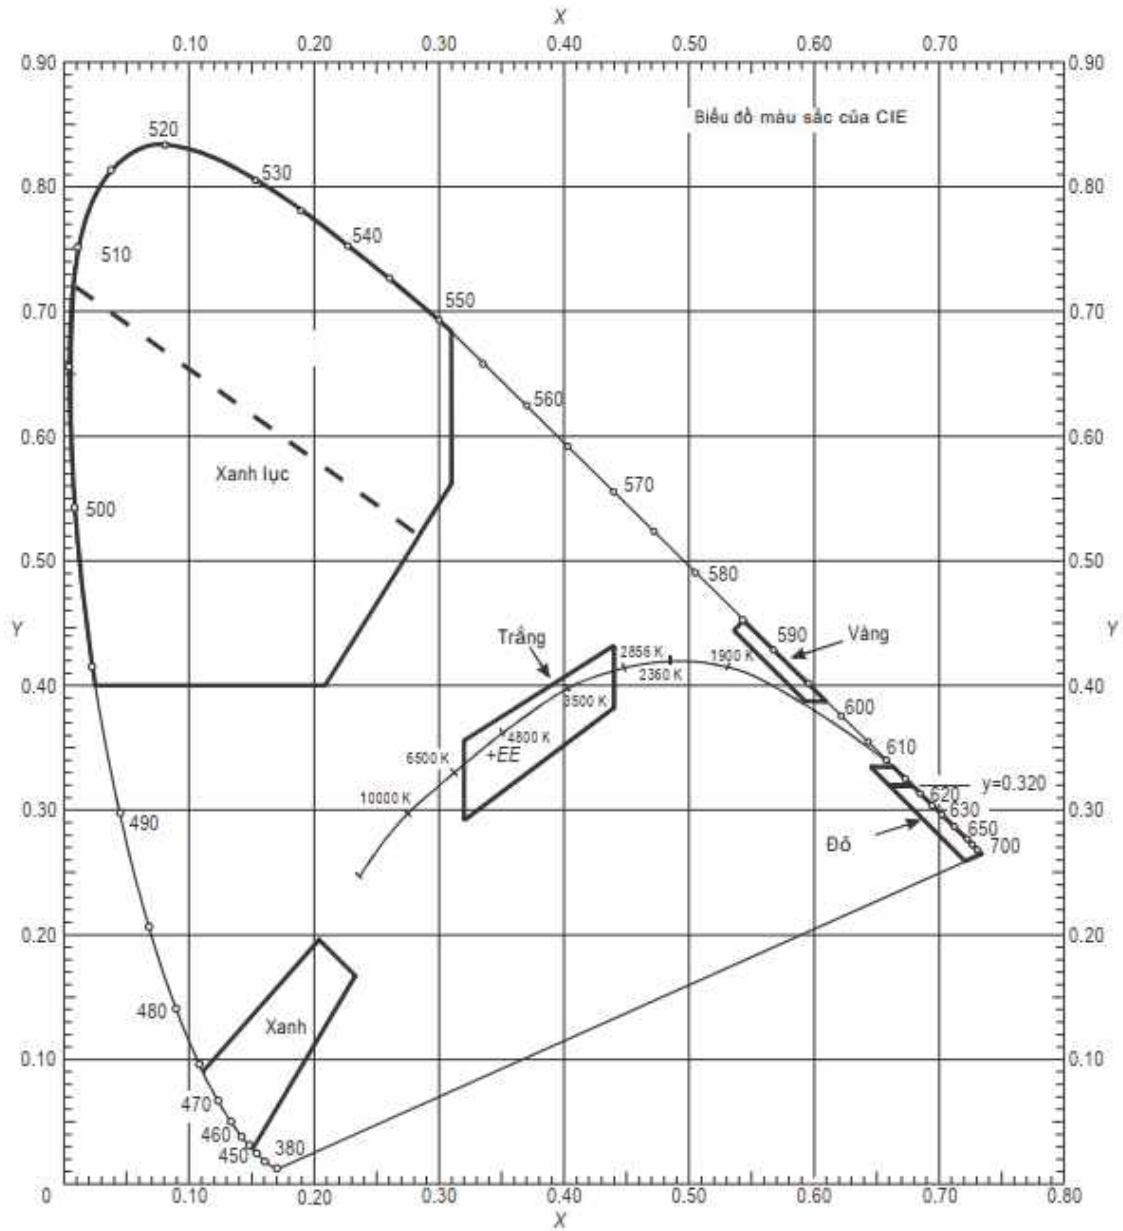 X
0.10 0.20 0.30 0.40 0.50 0.60 0.70
0.90 0.90
Biểu đồ màu sắc của CIE
520
530
0.80 0.80
540
510
550
0.70 0.70
560
0.60 0.60
Xanh lục
570
500
0.50 0.50
580
Y Y
Trắng
590
Vàng
2856 K
1900 K
2360 K
0.40 0.40
3500 K
600
4800 K
610
6500 K
+EE
y=0.320
10000 K
620
0.30 0.30
630
490
650
Đỏ
700
0.20 0.20
480
Xanh
0.10 0.10
470
460
450
380
0 0.10 0.20 0.30 0.40 0.50 0.60 0.70 0.80
X